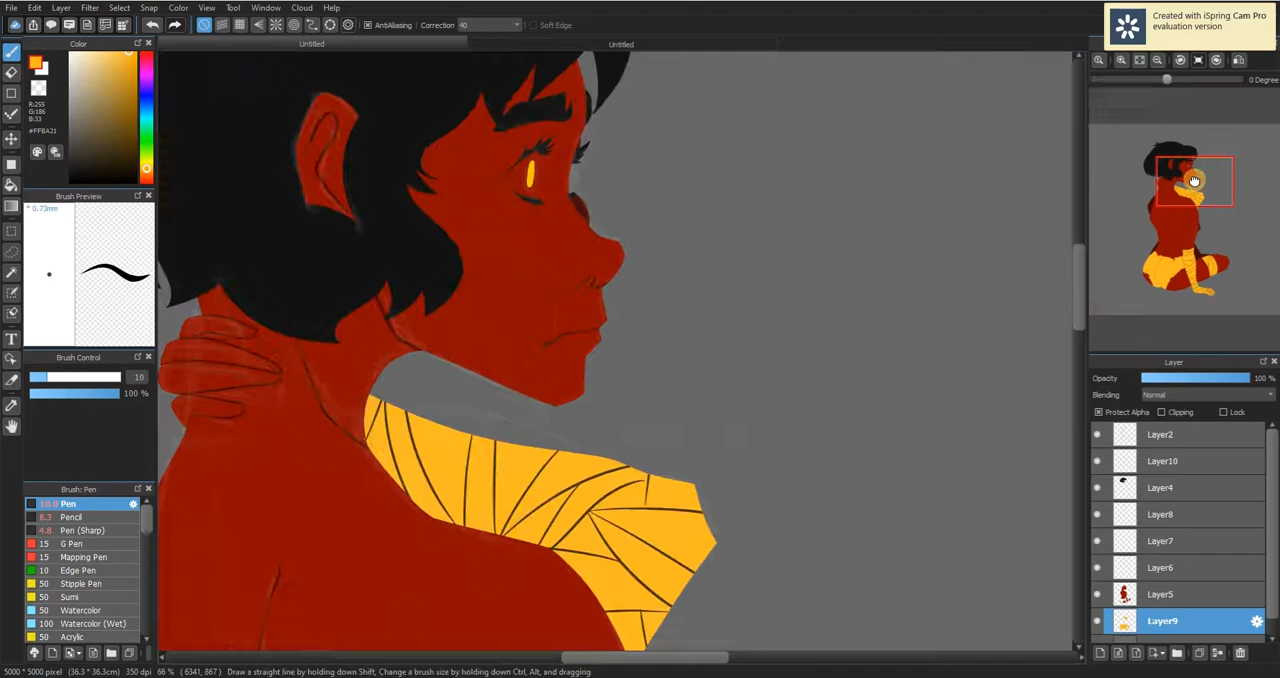 File Edit Layer Filter Select Snap Color View Tool Window Cloud Help
Created with iSpring Cam Pro
evaluation version
AntiAliasing Correction 40 Soft Edge
Color
Untitled
Untitled
R:255
G:186
B:33
#FFBA21
0 Degree
Brush Preview
* 0.73mm
Brush Control
10
100 %
Brush: Pen
10.0 Pen
8.3 Pencil
4.8 Pen (Sharp)
15 G Pen
15 Mapping Pen
10 Edge Pen
50 Stipple Pen
50 Sumi
50 Watercolor
100 Watercolor (Wet)
50 Acrylic
Layer
Opacity 100 %
Blending Normal
Protect Alpha Clipping Lock
Layer2
Layer10
Layer4
Layer8
Layer7
Layer6
Layer5
Layer9
5000 * 5000 pixel (36.3 * 36.3cm) 350 dpi 66 % ( 6341, 867 ) Draw a straight line by holding down Shift, Change a brush size by holding down Ctrl, Alt, and dragging